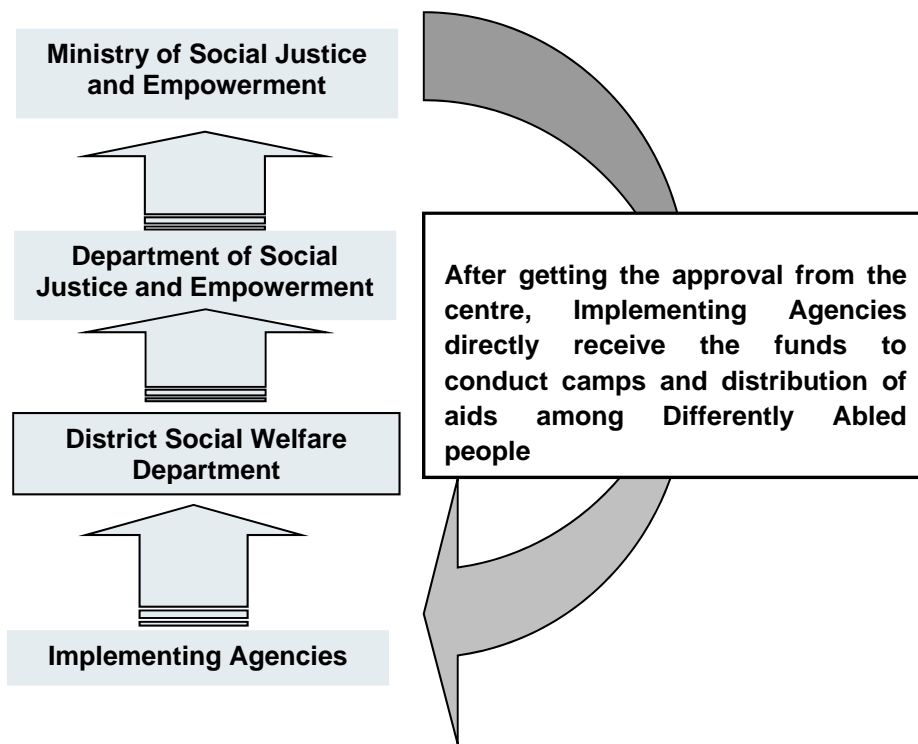 Ministry of Social Justice
and Empowerment
Department of Social
Justice and Empowerment
District Social Welfare
Department
Implementing Agencies
After getting the approval from the
centre, Implementing Agencies
directly receive the funds to
conduct camps and distribution of
aids among Differently Abled
people